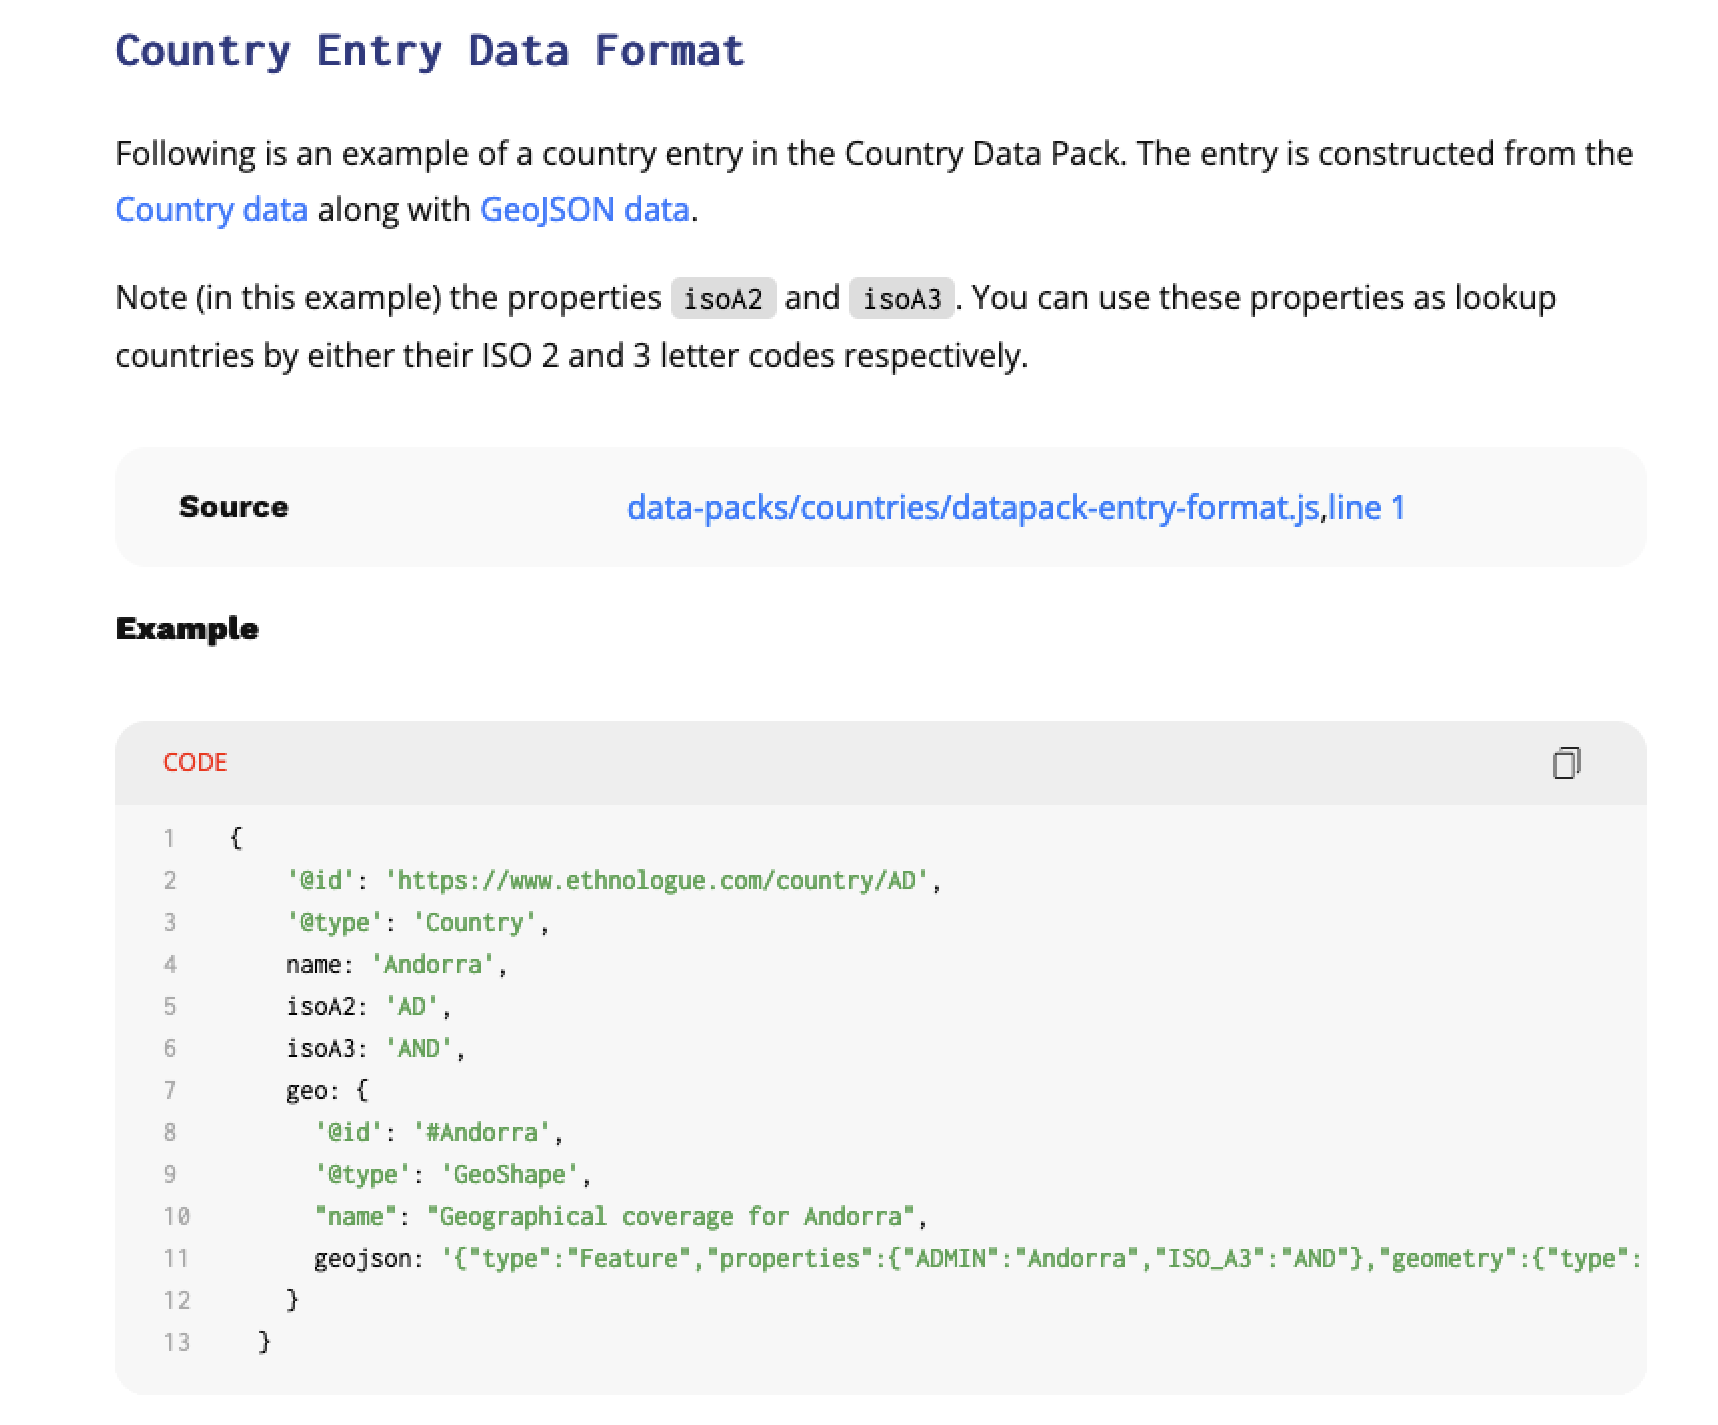 Country Entry Data Format
Following is an example of a country entry in the Country Data Pack. The entry is constructed from the
Country data along with GeoJSON data.
Note (in this example) the properties isoA2 and isoA3. You can use these properties as lookup
countries by either their ISO 2 and 3 letter codes respectively.
Source data-packs/countries/datapack-entry-format.js,line 1
Example
CODE
1 {
2 '@id': 'https://www.ethnologue.com/country/AD',
3 '@type': 'Country',
4 name: 'Andorra',
5 isoA2: 'AD',
6 isoA3: 'AND',
7 geo: {
8 '@id': '#Andorra',
9 '@type': 'GeoShape',
10 "name": "Geographical coverage for Andorra",
11 geojson: '{"type":"Feature","properties":{"ADMIN":"Andorra","ISO_A3":"AND"},"geometry":{"type":
12 }
13 }